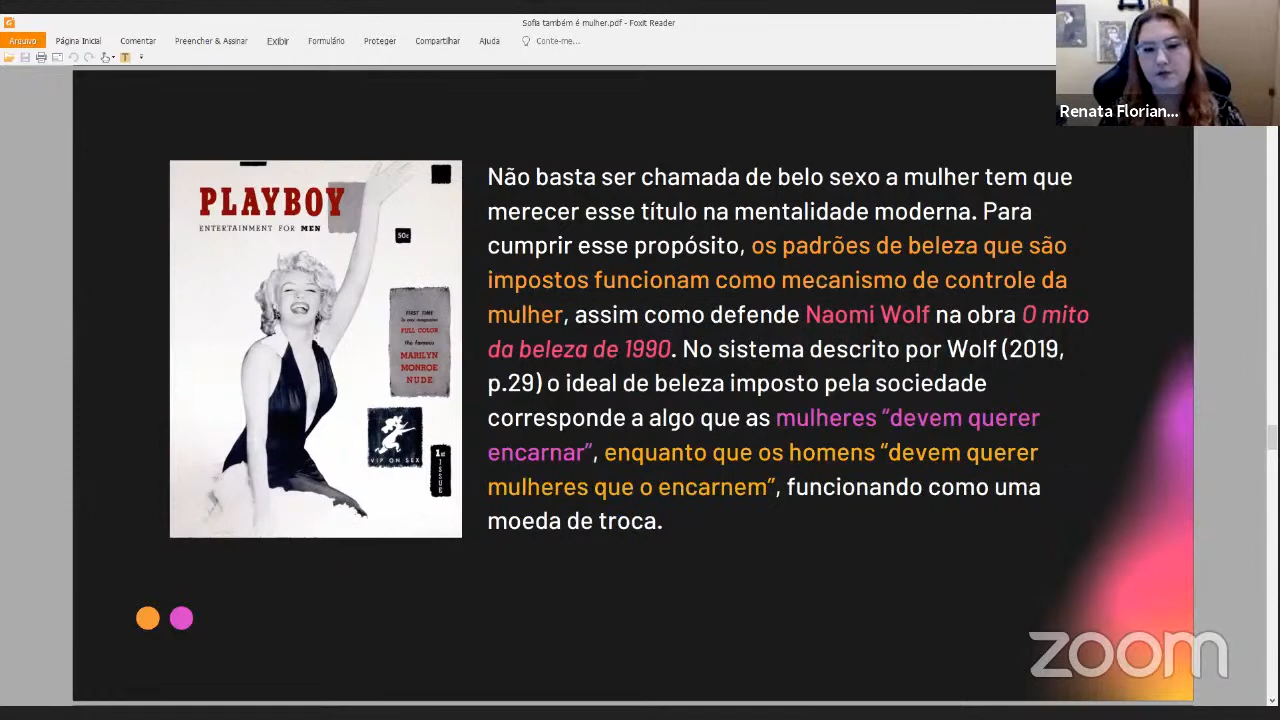 Sofia também é mulher.pdf - Foxit Reader
Arquivo Página Inicial Comentar Preencher & Assinar Exibir Formulário Proteger Compartilhar Ajuda Conte-me...
Renata Florian...
PLAYBOY
ENTERTAINMENT FOR MEN
50¢
FIRST TIME
in any magazine
FULL COLOR
the famous
MARILYN
MONROE
NUDE
VIP ON SEX
1st
ISSUE
Não basta ser chamada de belo sexo a mulher tem que
merecer esse título na mentalidade moderna. Para
cumprir esse propósito, os padrões de beleza que são
impostos funcionam como mecanismo de controle da
mulher, assim como defende Naomi Wolf na obra O mito
da beleza de 1990. No sistema descrito por Wolf (2019,
p.29) o ideal de beleza imposto pela sociedade
corresponde a algo que as mulheres “devem querer
encarnar”, enquanto que os homens “devem querer
mulheres que o encarnem”, funcionando como uma
moeda de troca.
zoom